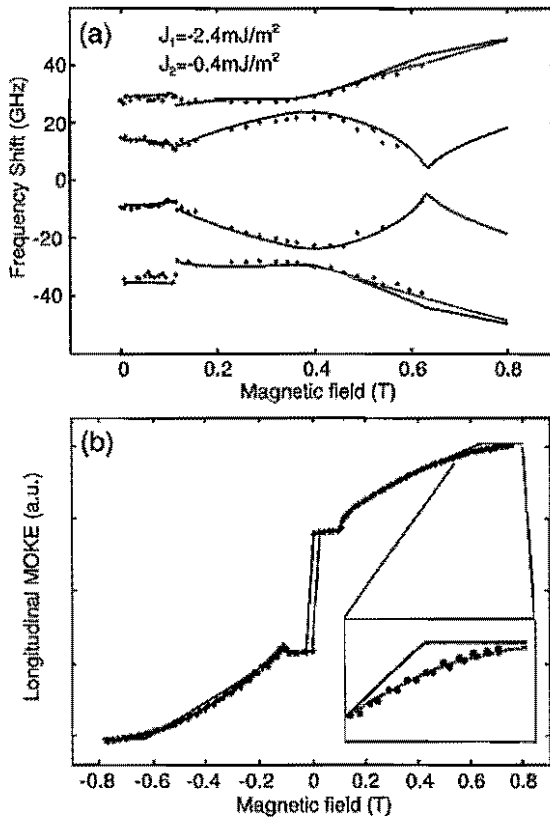 (a)
J₁=-2.4mJ/m²
J₂=-0.4mJ/m²
Frequency Shift (GHz)
40
20
0
-20
-40
0 0.2 0.4 0.6 0.8
Magnetic field (T)
(b)
Longitudinal MOKE (a.u.)
-0.8 -0.6 -0.4 -0.2 0 0.2 0.4 0.6 0.8
Magnetic field (T)